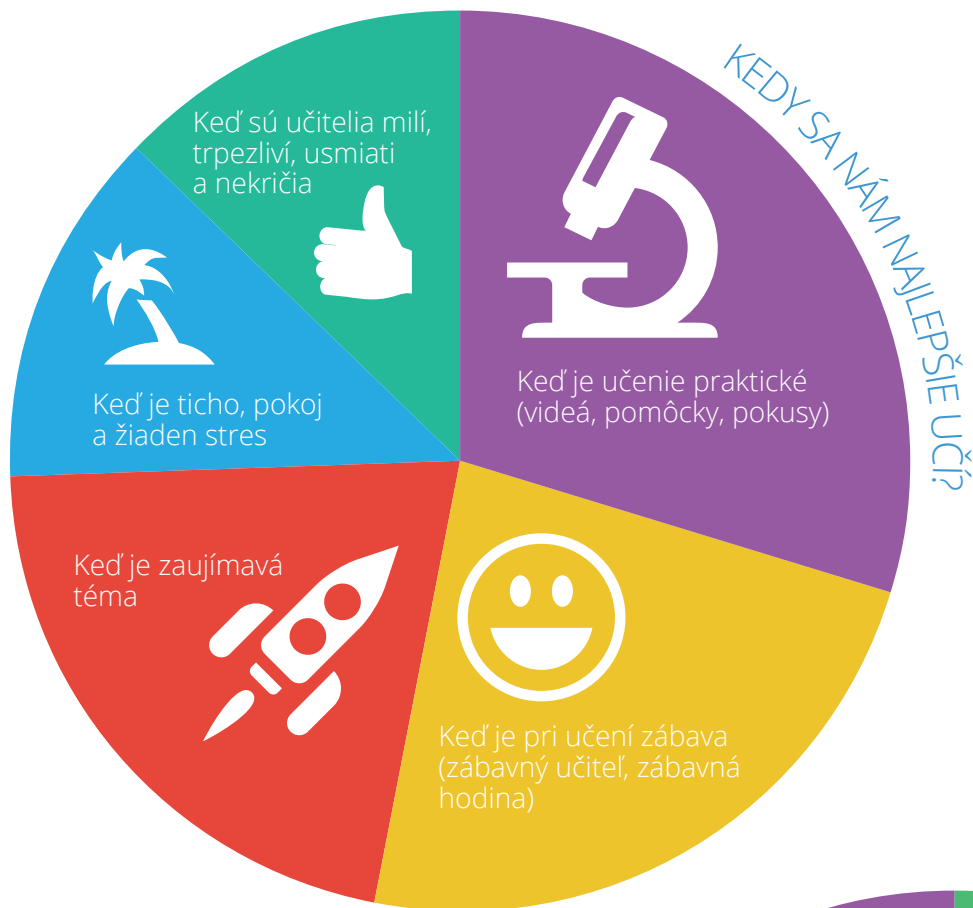 KEDY SA NÁM NAJLEPŠIE UČÍ?
Keď sú učitelia milí,
trpezliví, usmiati
a nekričia
Keď je učenie praktické
(videá, pomôcky, pokusy)
Keď je ticho, pokoj
a žiaden stres
Keď je zaujímavá
téma
Keď je pri učení zábava
(zábavný učiteľ, zábavná
hodina)